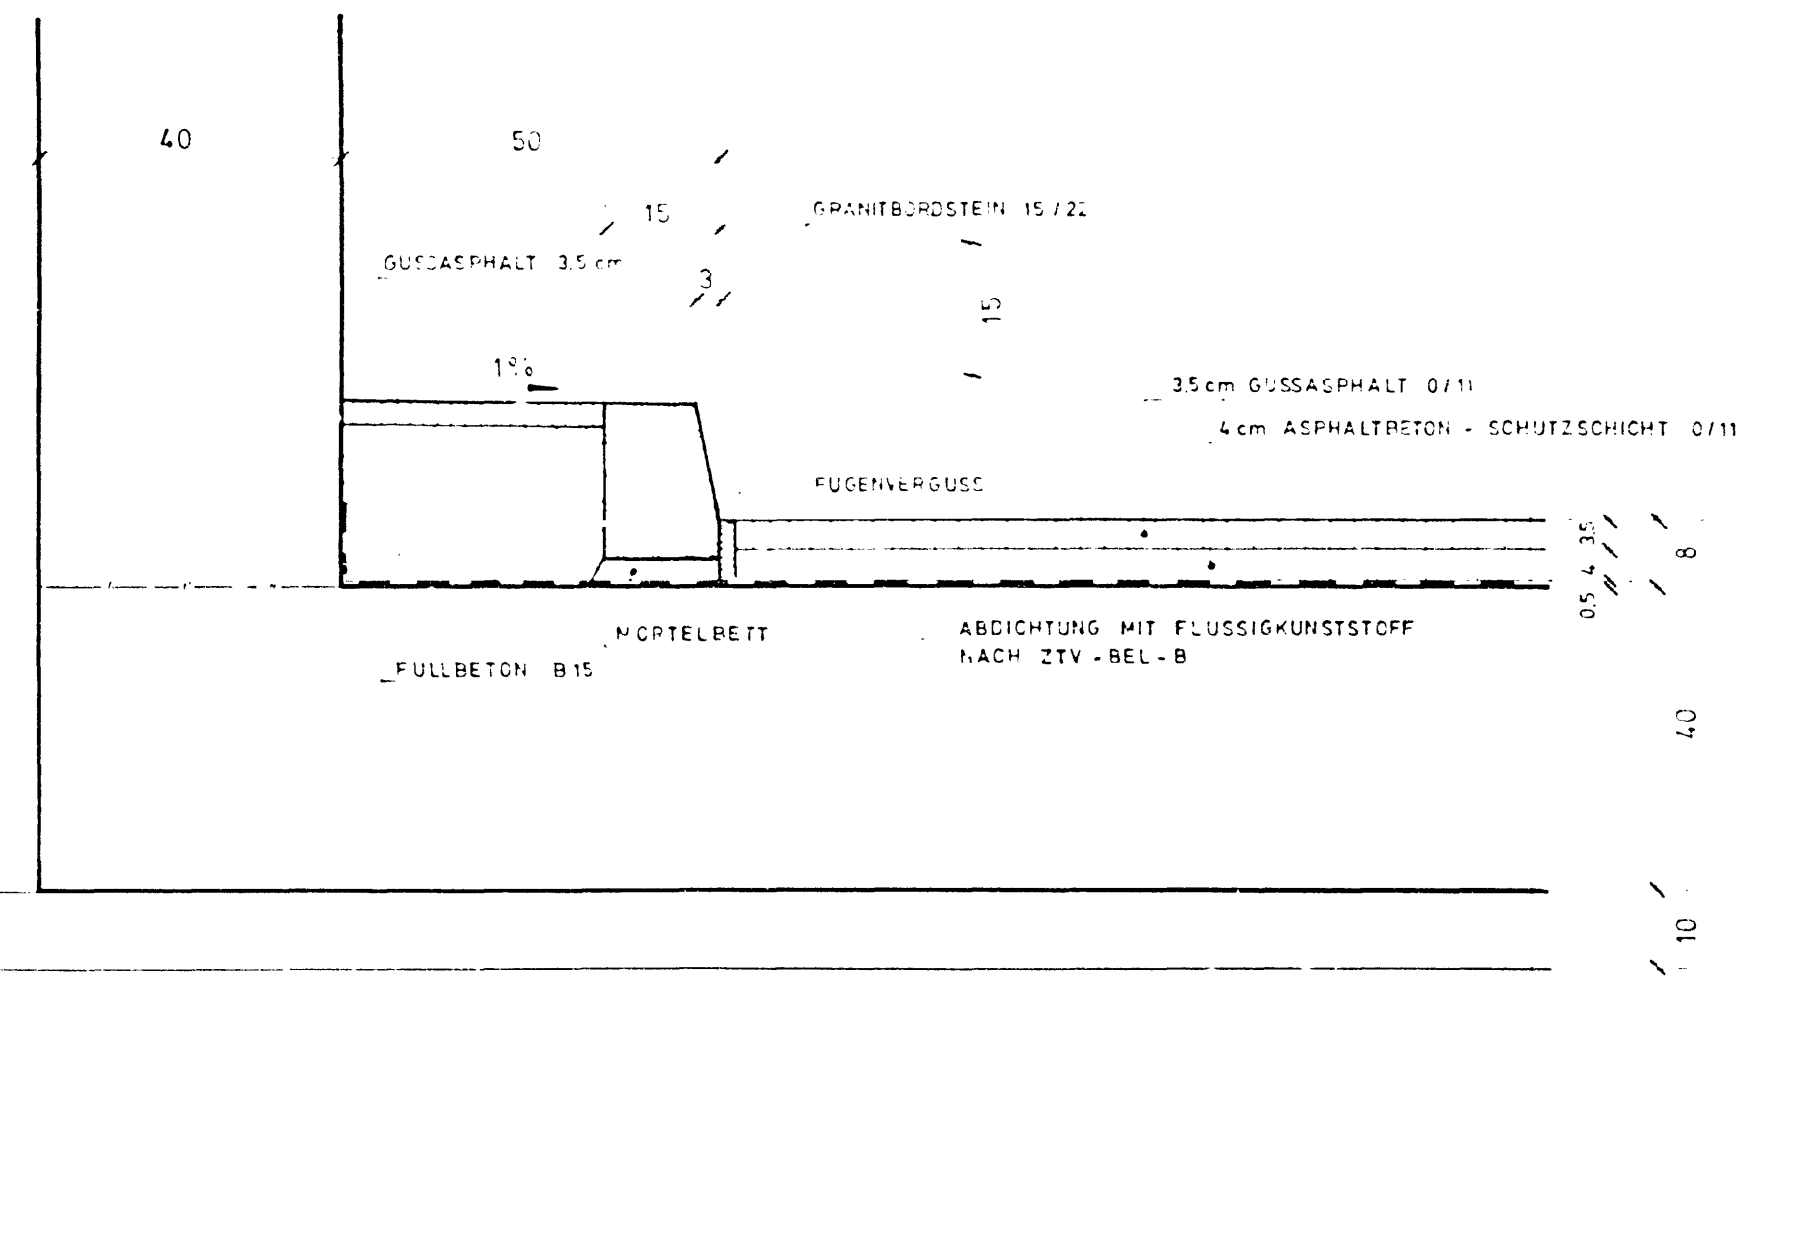 40
50
15
GRANITBORDSTEIN 15 / 22
GUSSASPHALT 3,5 cm
3
15
1%
3,5 cm GUSSASPHALT 0 / 11
4 cm ASPHALTBETON - SCHUTZSCHICHT 0 / 11
FUGENVERGUSS
3,5
4
0,5
8
MORTELBETT
ABDICHTUNG MIT FLUSSIGKUNSTSTOFF
NACH ZTV - BEL - B
FULLBETON B 15
40
10